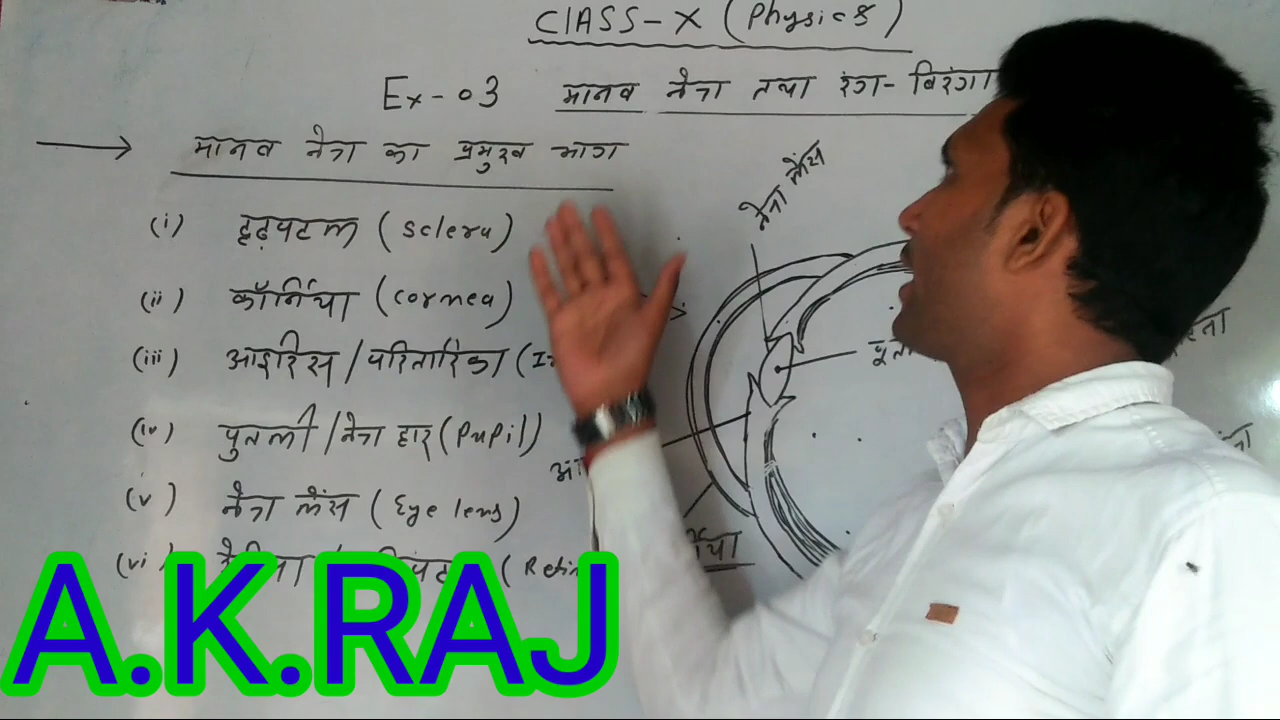 CLASS-X (Physics)
Ex-03 मानव नेत्र तथा रंग-बिरंगा
→ मानव नेत्र का प्रमुख भाग
(i) दृढ़पटल (Sclera)
(ii) कॉर्निया (cornea)
(iii) आइरिस/परितारिका
(iv) पुतली/नेत्र द्वार (Pupil)
(v) नेत्र लेंस (Eye lens)
(vi)
नेत्र लेंस
A.K.RAJ